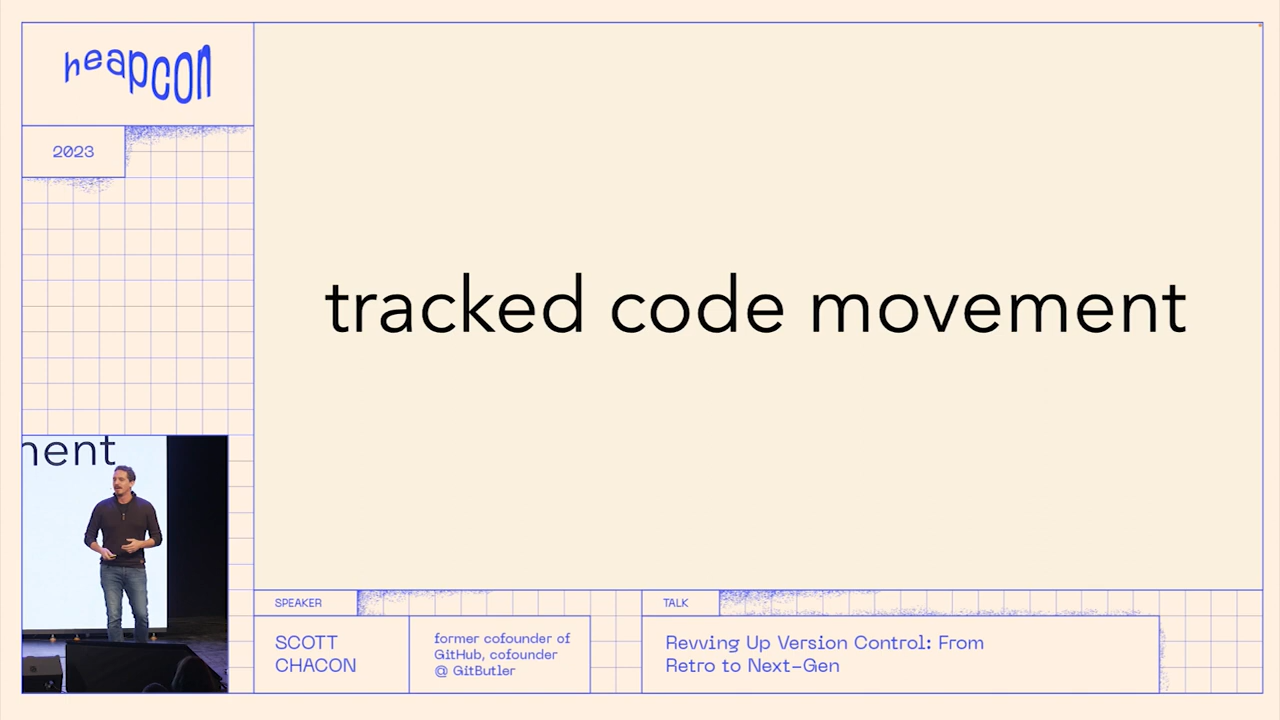 heapcon
2023
tracked code movement
nent
SPEAKER
SCOTT
CHACON
former cofounder of
GitHub, cofounder
@ GitButler
TALK
Revving Up Version Control: From
Retro to Next-Gen